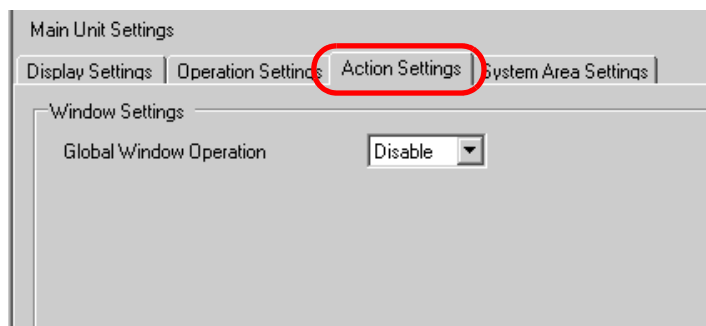 Main Unit Settings
Display Settings Operation Settings Action Settings System Area Settings
Window Settings
Global Window Operation Disable